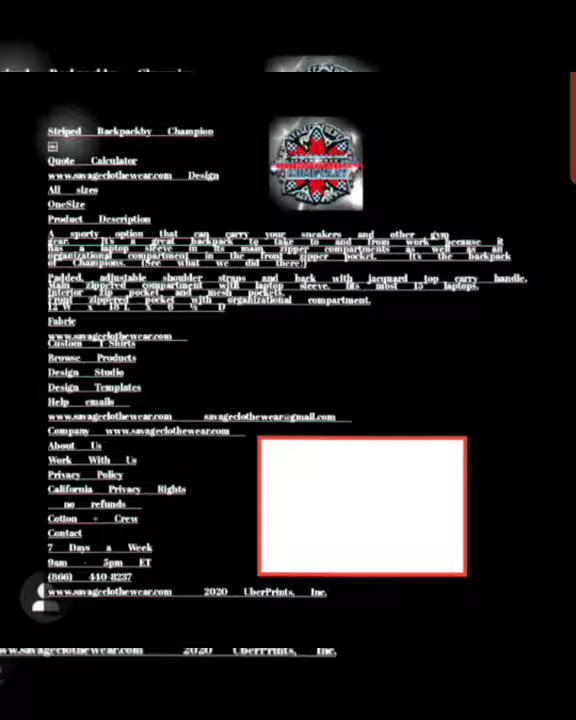 Striped Backpackby Champion
Quote Calculator
www.savageclothewear.com Design
All sizes
OneSize
Product Description
A sporty option that can carry your sneakers and other gym
gear. It's a great backpack to take to and from work because it
has a laptop sleeve in its main zipper compartments as well as an
organizational compartment in the front zipper pocket. It's the backpack
of Champions. (See what we did there!)
Padded, adjustable shoulder straps and back with jacquard top carry handle.
Main zippered compartment with laptop sleeve, fits most 15" laptops.
Interior zip pocket and mesh pockets.
Front zippered pocket with organizational compartment.
12 W x 18 L x 6 ½ D
Fabric
www.savageclothewear.com
Custom T-Shirts
Browse Products
Design Studio
Design Templates
Help emails
www.savageclothewear.com savageclothewear@gmail.com
Company www.savageclothewear.com
About Us
Work With Us
Privacy Policy
California Privacy Rights
no refunds
Cotton + Crew
Contact
7 Days a Week
9am - 5pm ET
(866) 440-8237
www.savageclothewear.com 2020 UberPrints, Inc.
www.savageclothewear.com 2020 UberPrints, Inc.